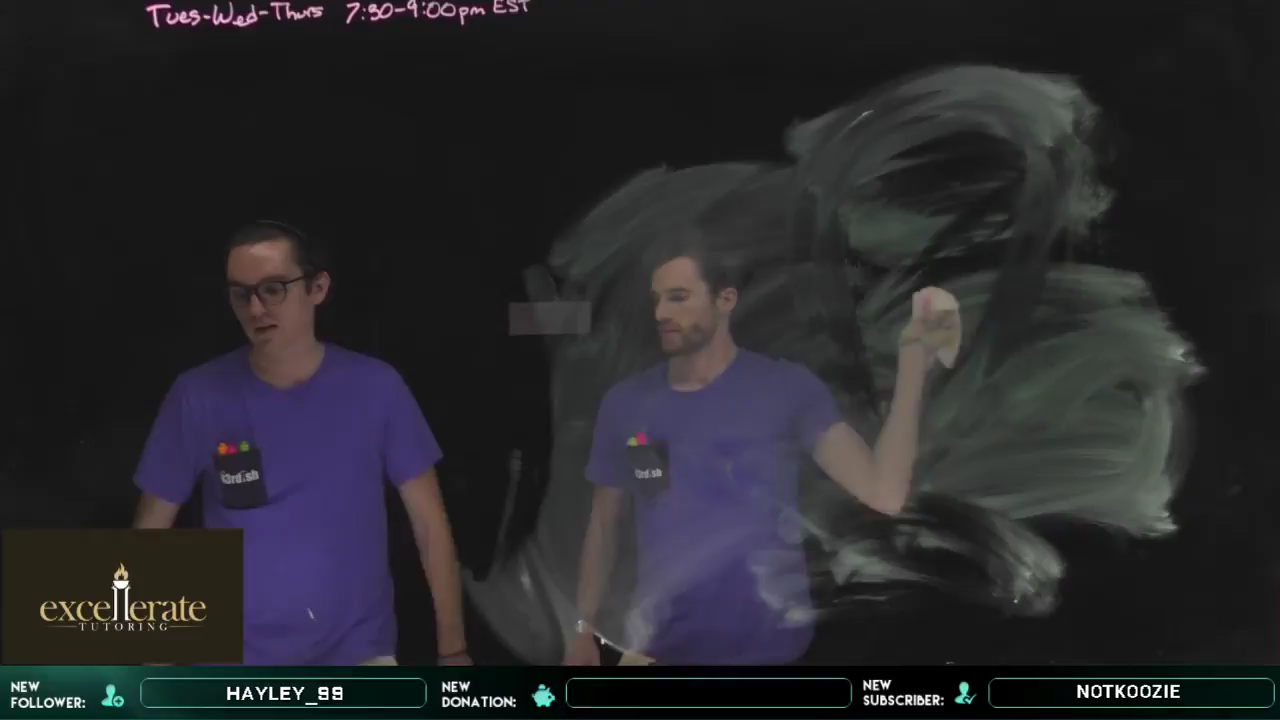 Tues-Wed-Thurs 7:30-9:00pm EST
excellerate
TUTORING
NEW FOLLOWER:
HAYLEY_99
NEW DONATION:
NEW SUBSCRIBER:
NOTKOOZIE